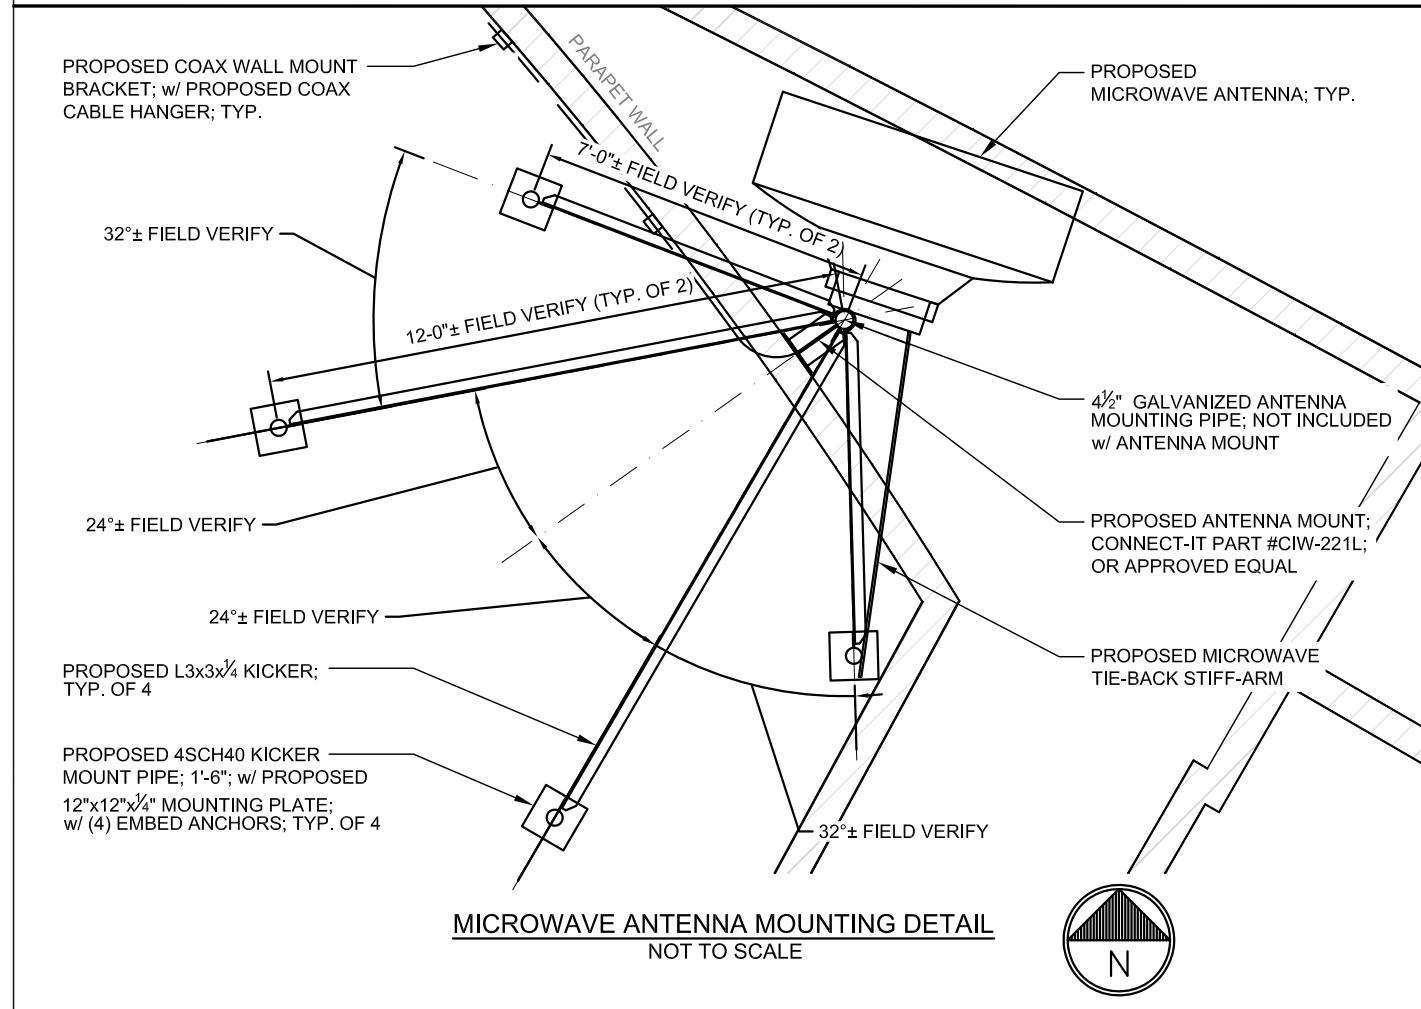 PROPOSED COAX WALL MOUNT
BRACKET; w/ PROPOSED COAX
CABLE HANGER; TYP.
PARAPET WALL
PROPOSED
MICROWAVE ANTENNA; TYP.
7'-0"± FIELD VERIFY (TYP. OF 2)
32°± FIELD VERIFY
12-0"± FIELD VERIFY (TYP. OF 2)
4½" GALVANIZED ANTENNA
MOUNTING PIPE; NOT INCLUDED
w/ ANTENNA MOUNT
24°± FIELD VERIFY
PROPOSED ANTENNA MOUNT;
CONNECT-IT PART #CIW-221L;
OR APPROVED EQUAL
24°± FIELD VERIFY
PROPOSED L3x3x¼ KICKER;
TYP. OF 4
PROPOSED MICROWAVE
TIE-BACK STIFF-ARM
PROPOSED 4SCH40 KICKER
MOUNT PIPE; 1'-6"; w/ PROPOSED
12"x12"x¼" MOUNTING PLATE;
w/ (4) EMBED ANCHORS; TYP. OF 4
32°± FIELD VERIFY
MICROWAVE ANTENNA MOUNTING DETAIL
NOT TO SCALE
N